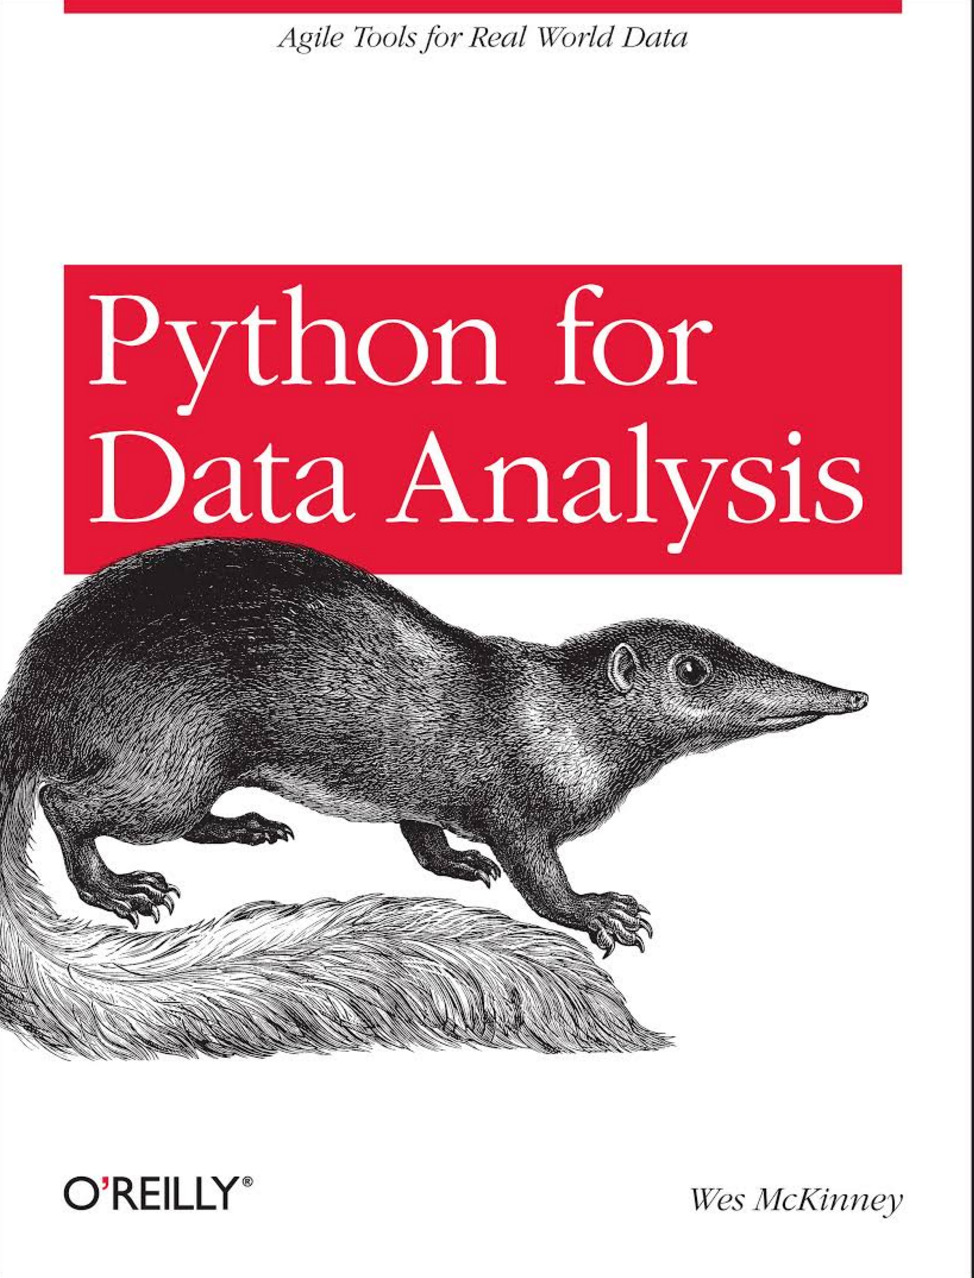 Agile Tools for Real World Data
Python for
Data Analysis
O'REILLY®
Wes McKinney